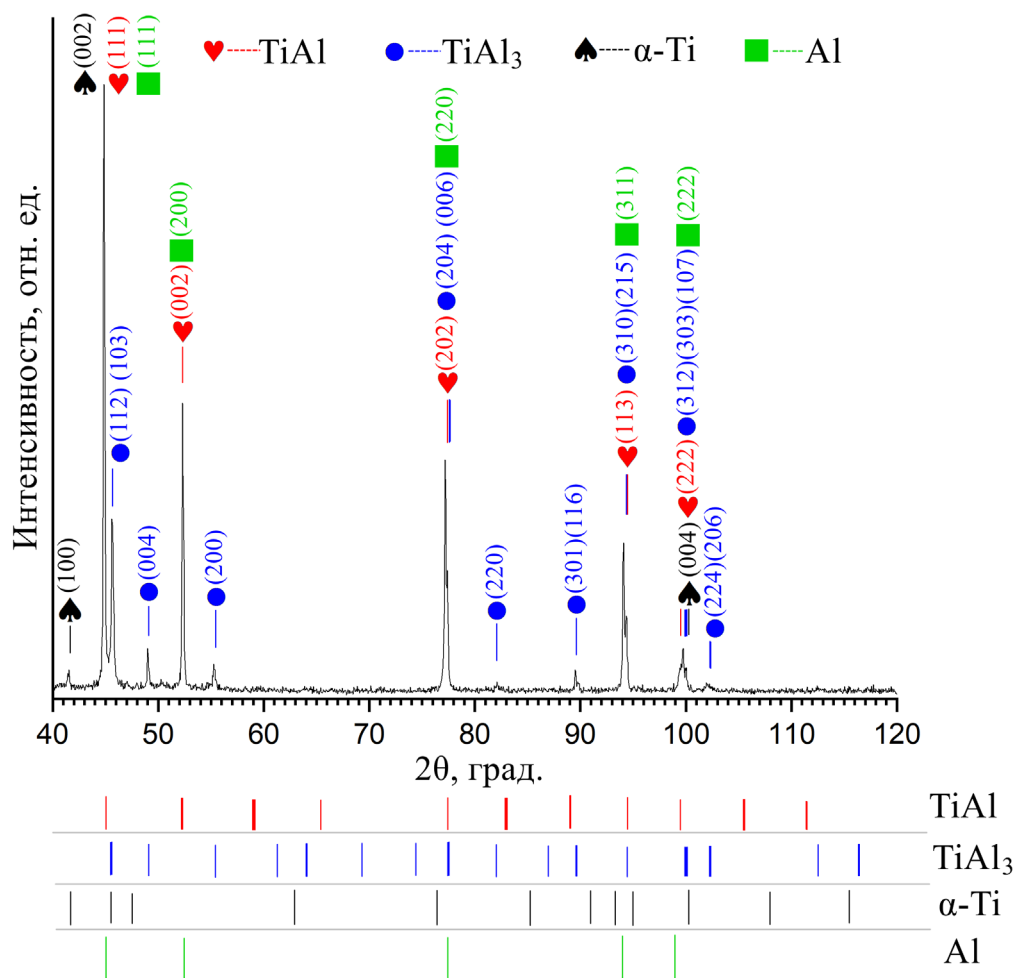 TiAl
TiAl₃
α-Ti
Al
(002)
(111)
(111)
(200)
(002)
(112) (103)
(004)
(200)
(100)
(220)
(204) (006)
(202)
(220)
(301)(116)
(311)
(310)(215)
(113)
(222)
(312)(303)(107)
(222)
(004)
(224)(206)
Интенсивность, отн. ед.
40 50 60 70 80 90 100 110 120
2θ, град.
TiAl
TiAl₃
α-Ti
Al